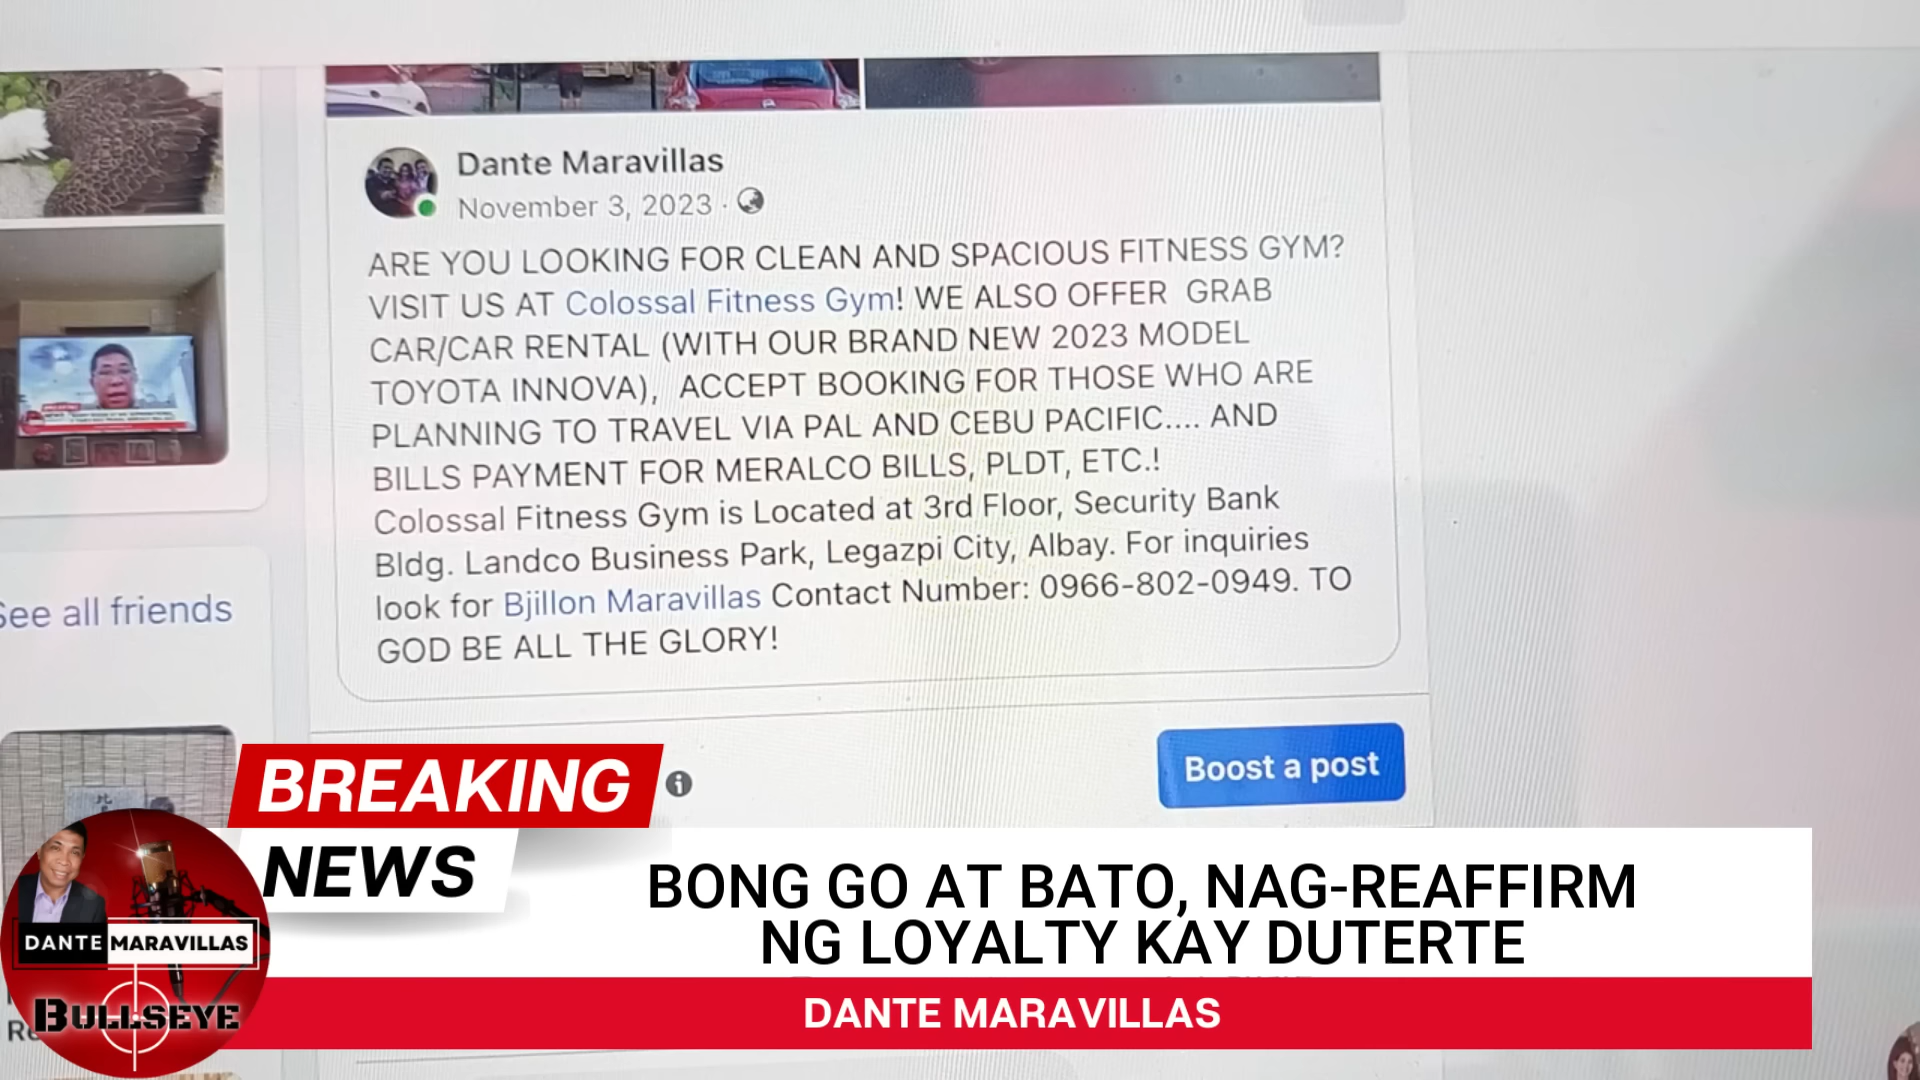 Dante Maravillas
November 3, 2023
ARE YOU LOOKING FOR CLEAN AND SPACIOUS FITNESS GYM?
VISIT US AT Colossal Fitness Gym! WE ALSO OFFER GRAB
CAR/CAR RENTAL (WITH OUR BRAND NEW 2023 MODEL
TOYOTA INNOVA), ACCEPT BOOKING FOR THOSE WHO ARE
PLANNING TO TRAVEL VIA PAL AND CEBU PACIFIC.... AND
BILLS PAYMENT FOR MERALCO BILLS, PLDT, ETC.!
Colossal Fitness Gym is Located at 3rd Floor, Security Bank
Bldg. Landco Business Park, Legazpi City, Albay. For inquiries
look for Bjillon Maravillas Contact Number: 0966-802-0949. TO
GOD BE ALL THE GLORY!
See all friends
Boost a post
BREAKING
NEWS
BONG GO AT BATO, NAG-REAFFIRM
NG LOYALTY KAY DUTERTE
DANTE MARAVILLAS
DANTE MARAVILLAS
BULLSEYE